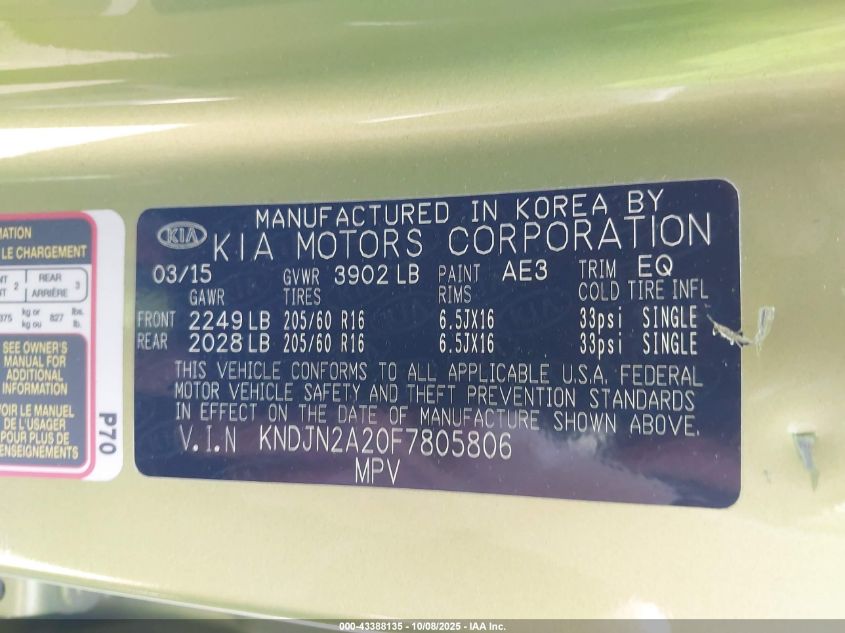 MATION
LE CHARGEMENT
NT 2 REAR 3
NT ARRIÈRE
375 kg or 827 lbs.
kg ou lb.
SEE OWNER'S
MANUAL FOR
ADDITIONAL
INFORMATION
VOIR LE MANUEL
DE L'USAGER
POUR PLUS DE
RENSEIGNEMENTS
P70
KIA
MANUFACTURED IN KOREA BY
KIA MOTORS CORPORATION
03/15 GVWR 3902 LB PAINT AE3 TRIM EQ
GAWR TIRES RIMS COLD TIRE INFL
FRONT 2249 LB 205/60 R16 6.5JX16 33psi SINGLE
REAR 2028 LB 205/60 R16 6.5JX16 33psi SINGLE
THIS VEHICLE CONFORMS TO ALL APPLICABLE U.S.A. FEDERAL
MOTOR VEHICLE SAFETY AND THEFT PREVENTION STANDARDS
IN EFFECT ON THE DATE OF MANUFACTURE SHOWN ABOVE.
V.I.N KNDJN2A20F7805806
MPV
000-43388135 - 10/08/2025 - IAA Inc.